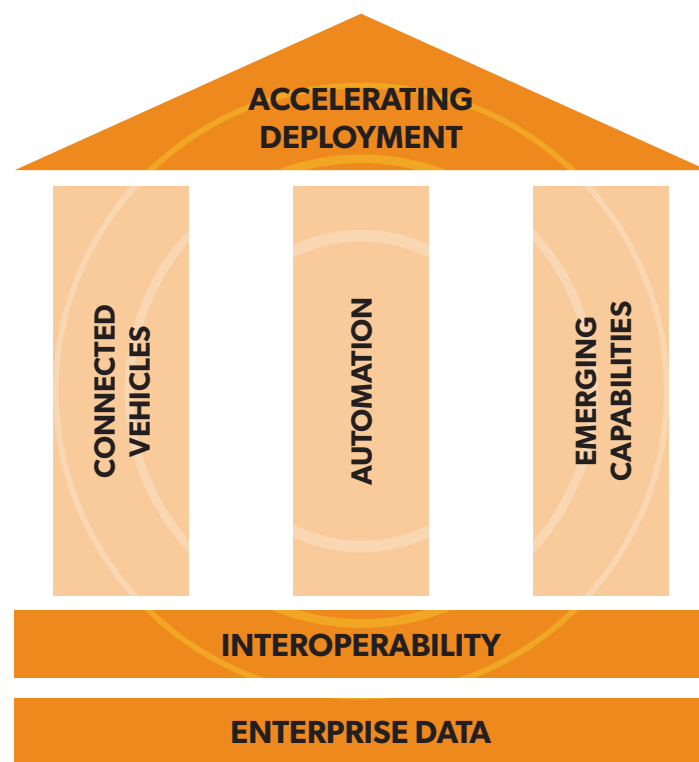 ACCELERATING
DEPLOYMENT
CONNECTED
VEHICLES
AUTOMATION
EMERGING
CAPABILITIES
INTEROPERABILITY
ENTERPRISE DATA